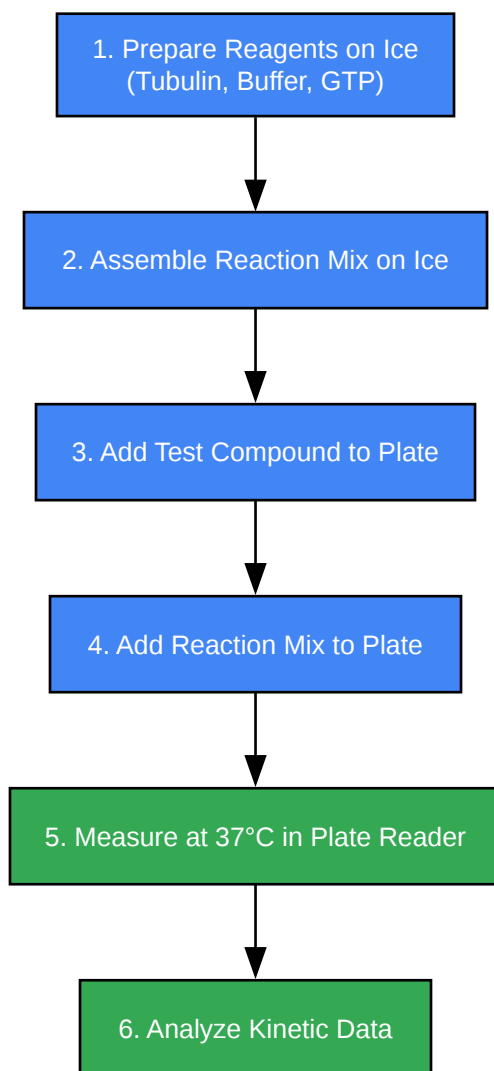 1. Prepare Reagents on Ice
(Tubulin, Buffer, GTP)
2. Assemble Reaction Mix on Ice
3. Add Test Compound to Plate
4. Add Reaction Mix to Plate
5. Measure at 37°C in Plate Reader
6. Analyze Kinetic Data